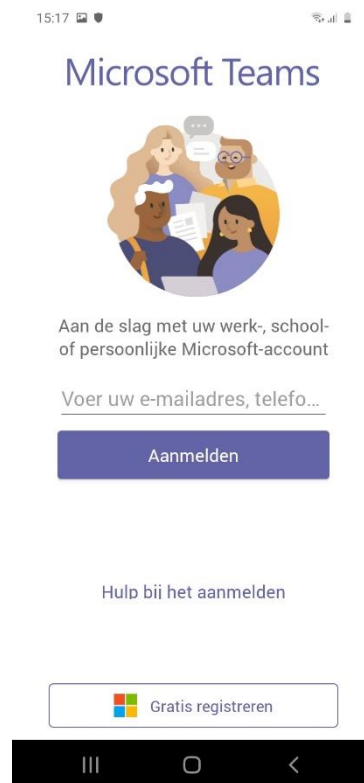 15:17
Microsoft Teams
Aan de slag met uw werk-, school-
of persoonlijke Microsoft-account
Voer uw e-mailadres, telefo...
Aanmelden
Hulp bij het aanmelden
Gratis registreren